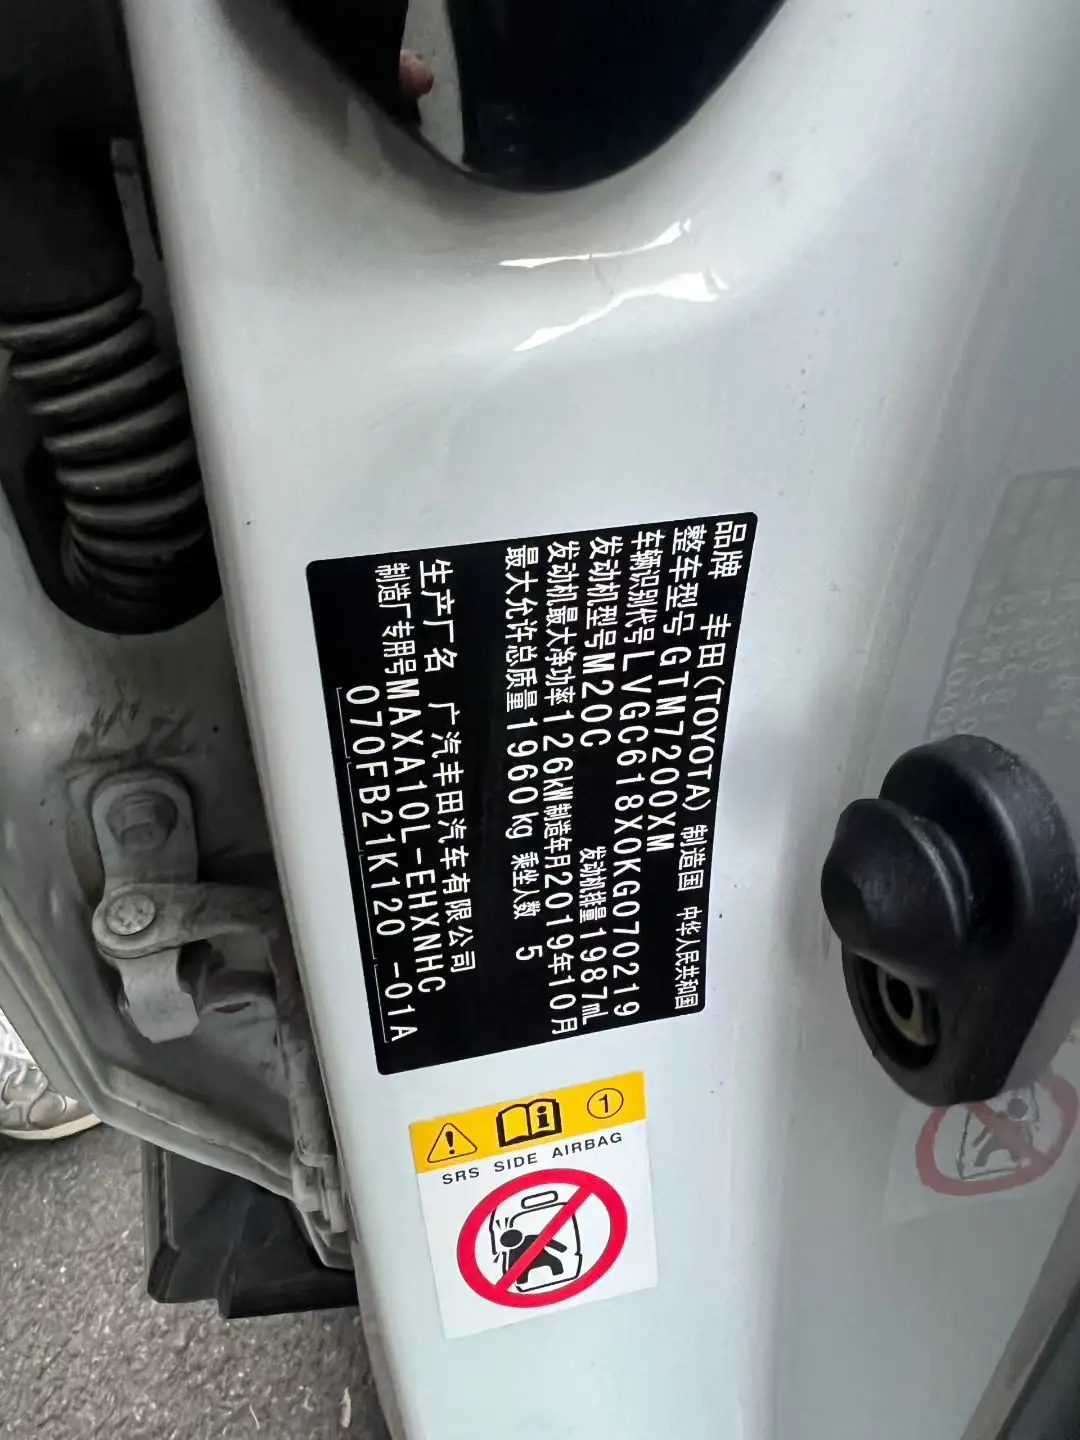 品牌 丰田(TOYOTA) 制造国 中华人民共和国
整车型号 GTM7200XM
车辆识别代号 LVGC618X0KG070219
发动机型号 M20C 发动机排量 1987mL
发动机最大净功率 126kW 制造年月 2019年10月
最大允许总质量 1960kg 乘坐人数 5
生产厂名 广汽丰田汽车有限公司
制造厂专用号 MAXA10L-EHXNHG
070FB21K120 -01A
i 1
SRS SIDE AIRBAG